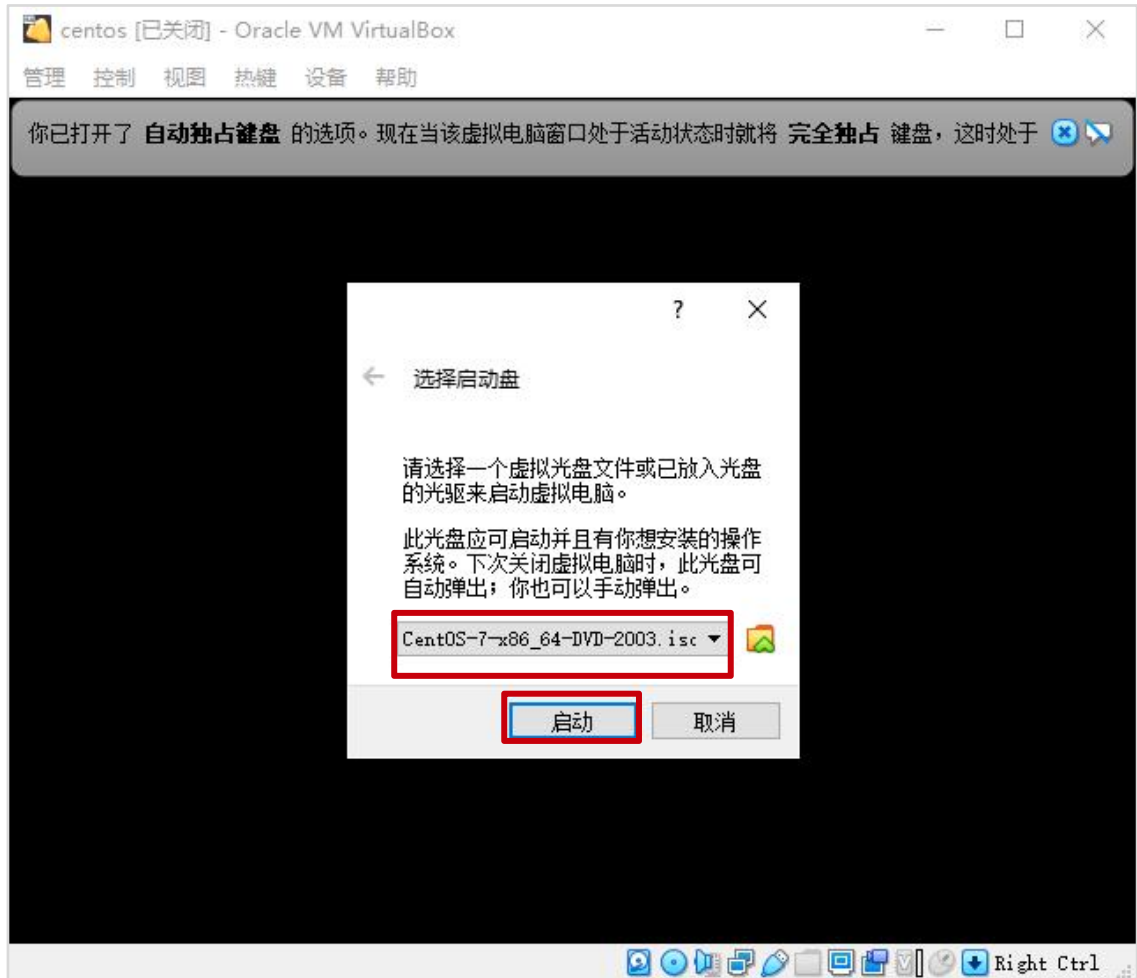 centos [已关闭] - Oracle VM VirtualBox
管理 控制 视图 热键 设备 帮助
你已打开了 自动独占键盘 的选项。现在当该虚拟电脑窗口处于活动状态时就将 完全独占 键盘，这时处于
?
选择启动盘
请选择一个虚拟光盘文件或已放入光盘
的光驱来启动虚拟电脑。
此光盘应可启动并且有你想安装的操作
系统。下次关闭虚拟电脑时，此光盘可
自动弹出；你也可以手动弹出。
CentOS-7-x86_64-DVD-2003.iso
启动 取消
Right Ctrl